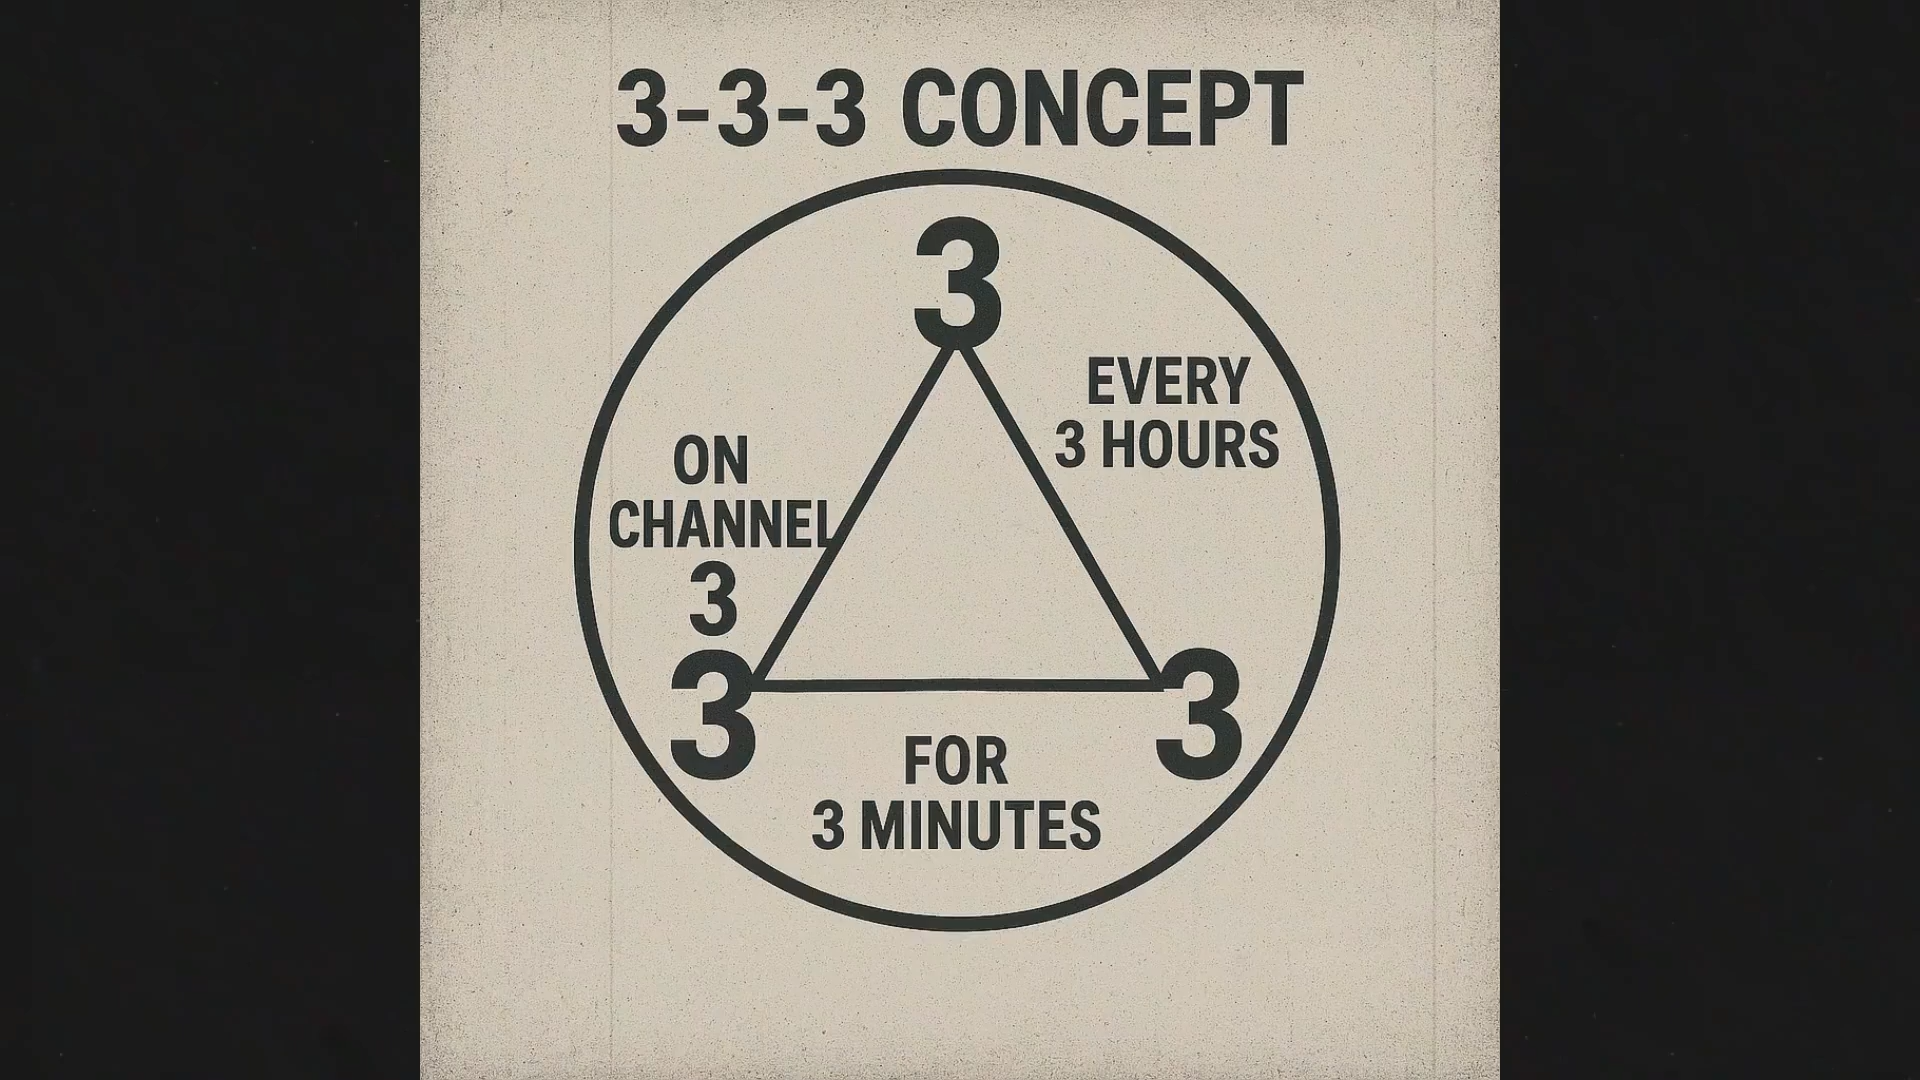 3-3-3 CONCEPT
3
EVERY
3 HOURS
ON
CHANNEL
3
3
3
FOR
3 MINUTES